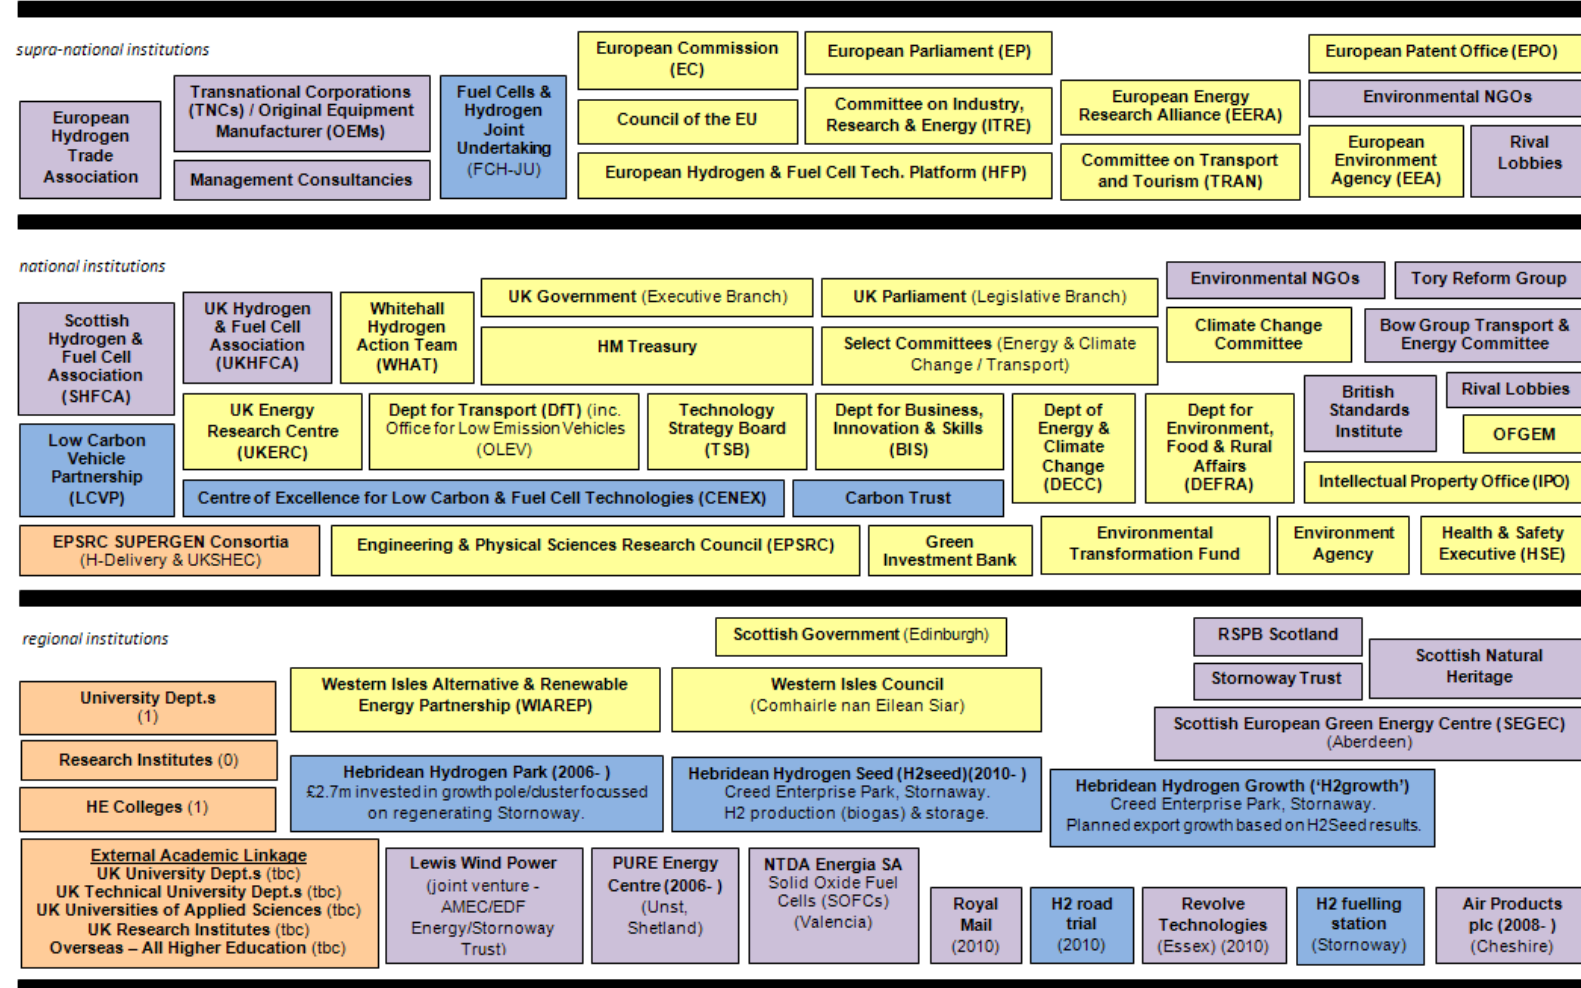 supra-national institutions
European
Hydrogen
Trade
Association
Transnational Corporations
(TNCs) / Original Equipment
Manufacturer (OEMs)
Management Consultancies
Fuel Cells &
Hydrogen
Joint
Undertaking
(FCH-JU)
European Commission
(EC)
European Parliament (EP)
Council of the EU
Committee on Industry,
Research & Energy (ITRE)
European Hydrogen & Fuel Cell Tech. Platform (HFP)
European Energy
Research Alliance (EERA)
Committee on Transport
and Tourism (TRAN)
European Patent Office (EPO)
Environmental NGOs
European
Environment
Agency (EEA)
Rival
Lobbies
national institutions
Scottish
Hydrogen &
Fuel Cell
Association
(SHFCA)
UK Hydrogen
& Fuel Cell
Association
(UKHFCA)
Whitehall
Hydrogen
Action Team
(WHAT)
UK Government (Executive Branch)
UK Parliament (Legislative Branch)
HM Treasury
Select Committees (Energy & Climate
Change / Transport)
Environmental NGOs
Tory Reform Group
Climate Change
Committee
Bow Group Transport &
Energy Committee
Low Carbon
Vehicle
Partnership
(LCVP)
UK Energy
Research Centre
(UKERC)
Dept for Transport (DfT) (inc.
Office for Low Emission Vehicles
(OLEV)
Technology
Strategy Board
(TSB)
Dept for Business,
Innovation & Skills
(BIS)
Dept of
Energy &
Climate
Change
(DECC)
Dept for
Environment,
Food & Rural
Affairs
(DEFRA)
British
Standards
Institute
Rival Lobbies
OFGEM
Intellectual Property Office (IPO)
Centre of Excellence for Low Carbon & Fuel Cell Technologies (CENEX)
Carbon Trust
EPSRC SUPERGEN Consortia
(H-Delivery & UKSHEC)
Engineering & Physical Sciences Research Council (EPSRC)
Green
Investment Bank
Environmental
Transformation Fund
Environment
Agency
Health & Safety
Executive (HSE)
regional institutions
Scottish Government (Edinburgh)
RSPB Scotland
Stornoway Trust
Scottish Natural
Heritage
University Dept.s
(1)
Western Isles Alternative & Renewable
Energy Partnership (WIAREP)
Western Isles Council
(Comhairle nan Eilean Siar)
Scottish European Green Energy Centre (SEGEC)
(Aberdeen)
Research Institutes (0)
HE Colleges (1)
Hebridean Hydrogen Park (2006- )
£2.7m invested in growth pole/cluster focussed
on regenerating Stornoway.
Hebridean Hydrogen Seed (H2seed)(2010- )
Creed Enterprise Park, Stornaway.
H2 production (biogas) & storage.
Hebridean Hydrogen Growth (‘H2growth’)
Creed Enterprise Park, Stornaway.
Planned export growth based on H2Seed results.
External Academic Linkage
UK University Dept.s (tbc)
UK Technical University Dept.s (tbc)
UK Universities of Applied Sciences (tbc)
UK Research Institutes (tbc)
Overseas – All Higher Education (tbc)
Lewis Wind Power
(joint venture -
AMEC/EDF
Energy/Stornoway
Trust)
PURE Energy
Centre (2006- )
(Unst,
Shetland)
NTDA Energia SA
Solid Oxide Fuel
Cells (SOFCs)
(Valencia)
Royal
Mail
(2010)
H2 road
trial
(2010)
Revolve
Technologies
(Essex) (2010)
H2 fuelling
station
(Stornoway)
Air Products
plc (2008- )
(Cheshire)